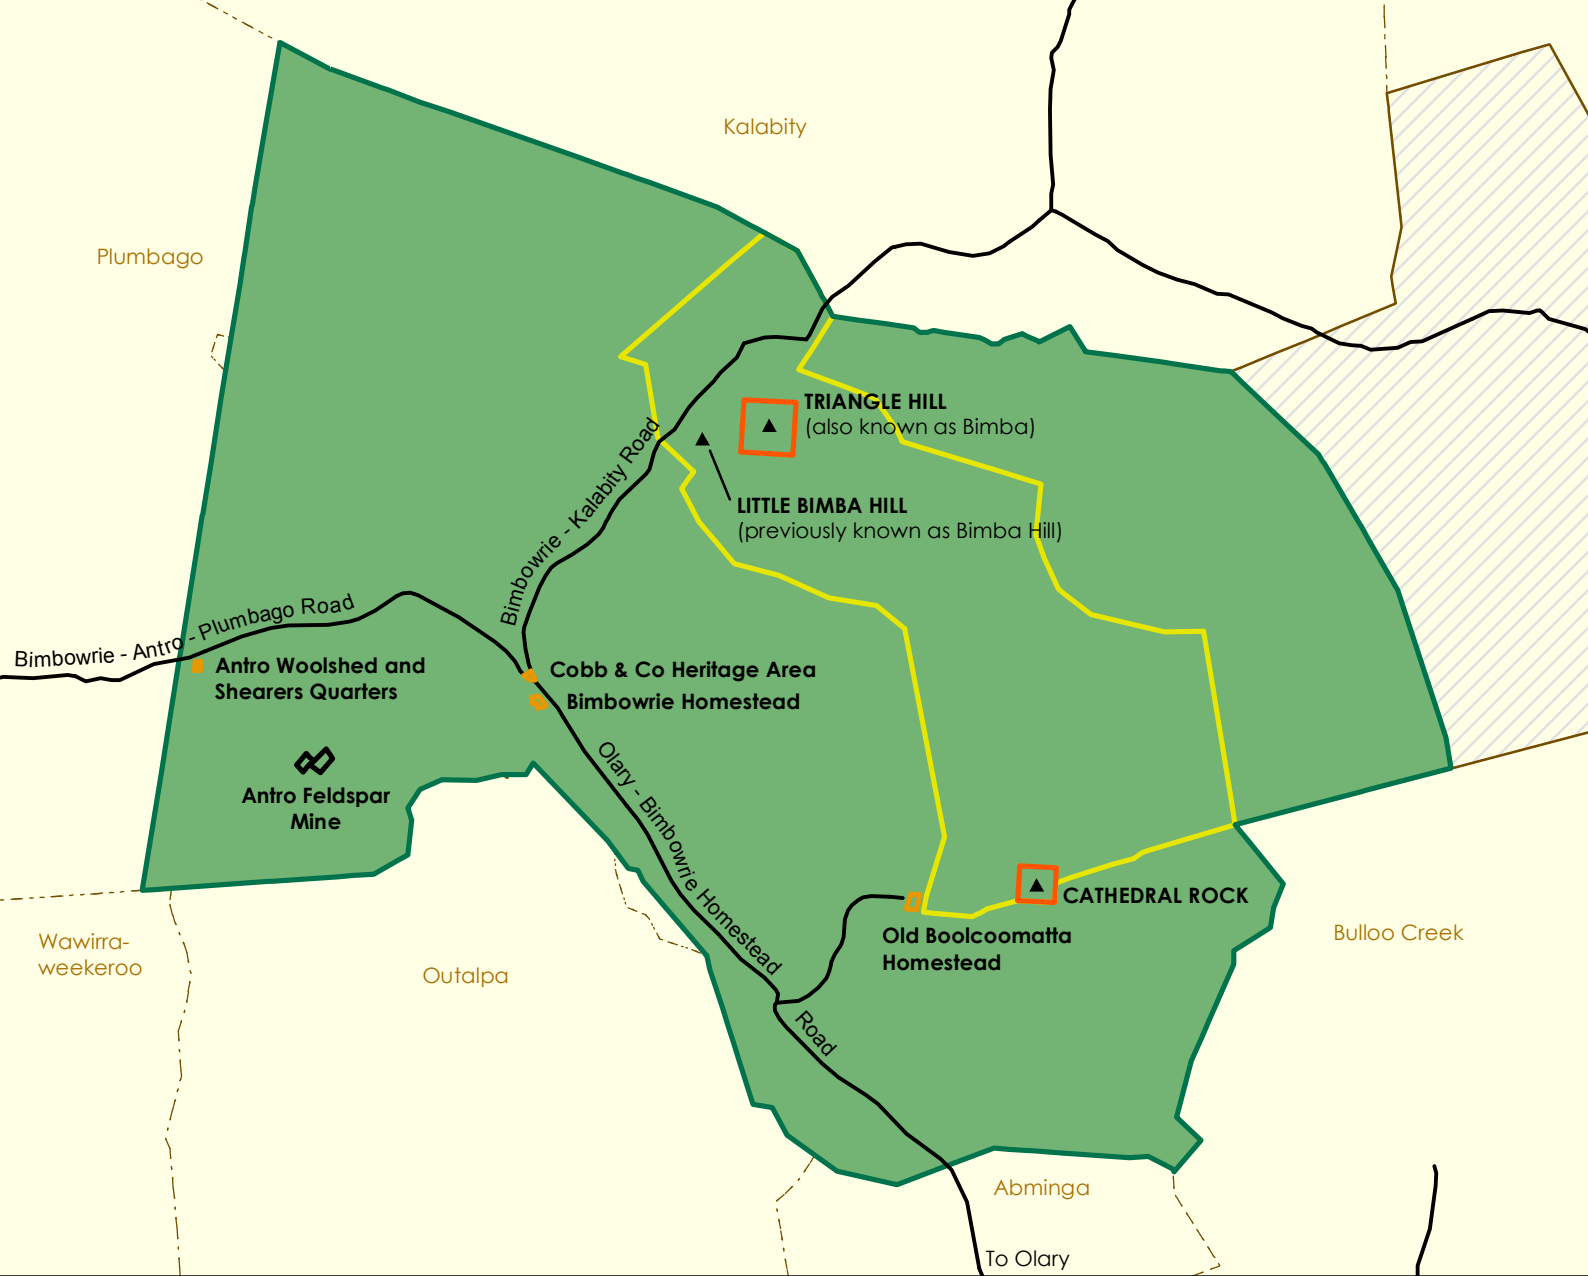 Kalabity
Plumbago
TRIANGLE HILL
(also known as Bimba)
LITTLE BIMBA HILL
(previously known as Bimba Hill)
Bimbowrie - Kalabity Road
Bimbowrie - Antro - Plumbago Road
Antro Woolshed and
Shearers Quarters
Cobb & Co Heritage Area
Bimbowrie Homestead
Olary - Bimbowrie Homestead
Road
Antro Feldspar
Mine
CATHEDRAL ROCK
Old Boolcoomatta
Homestead
Bulloo Creek
Wawirra-
weekeroo
Outalpa
Abminga
To Olary